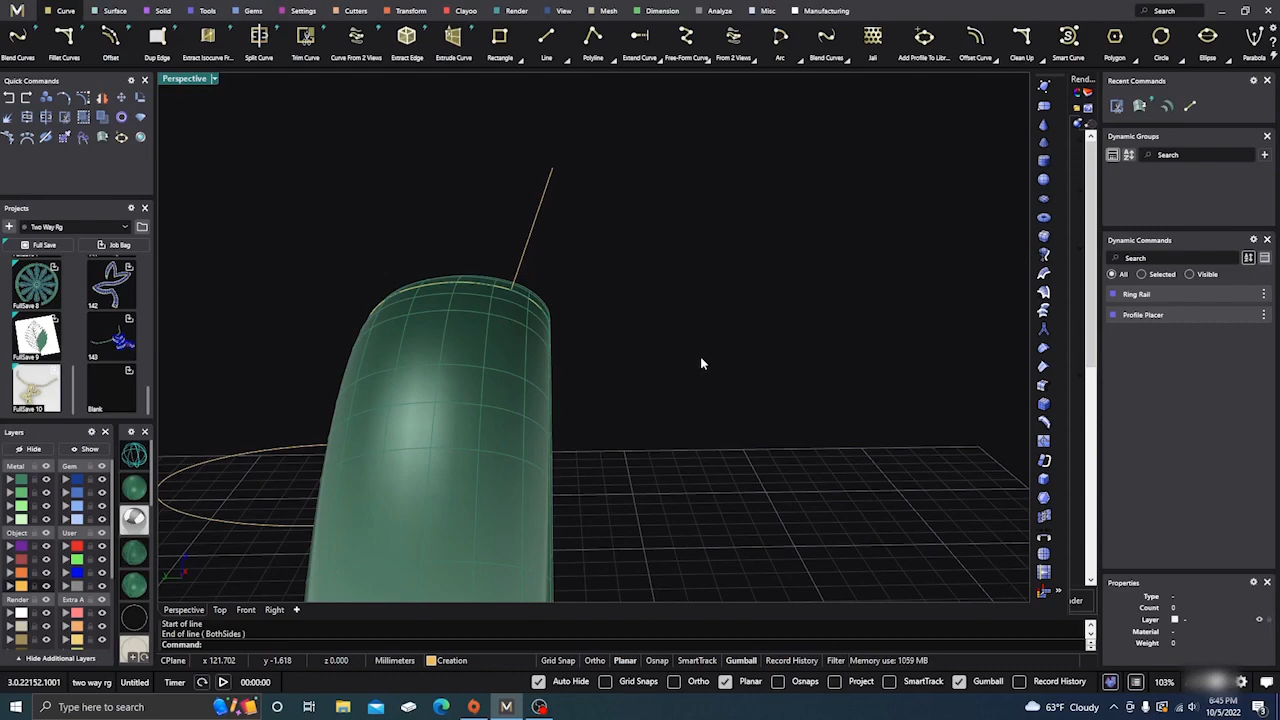 Curve Surface Solid Tools Gems Settings Cutters Transform Clayoo Render View Mesh Dimension Analyze Misc Manufacturing Search
Blend Curves Fillet Curves Offset Dup Edge Extract Isocurve Fr.. Split Curve Trim Curve Curve From 2 Views Extract Edge Extrude Curve Rectangle Line Polyline Extend Curve Free-Form Curve From 2 Views Arc Blend Curves Jali Add Profile To Libr... Offset Curve Clean Up Smart Curve Polygon Circle Ellipse Parabola
Quick Commands
Perspective
Rend...
Recent Commands
Dynamic Groups
Search
Projects
Two Way Rg
Full Save Job Bag
FullSave 8 142
FullSave 9 143
FullSave 10 Blank
Dynamic Commands
Search
All Selected Visible
Ring Rail
Profile Placer
Layers
Hide Show
Metal Gem
Object User
Render Extra A
Hide Additional Layers
Perspective Top Front Right
Start of line
End of line ( BothSides )
Command:
CPlane x 121.702 y -1.618 z 0.000 Millimeters Creation Grid Snap Ortho Planar Osnap SmartTrack Gumball Record History Filter Memory use: 1059 MB
Properties
Type -
Count 0
Layer -
Material -
Weight 0
3.0.22152.1001 two way rg Untitled Timer 00:00:00 Auto Hide Grid Snaps Ortho Planar Osnaps Project SmartTrack Gumball Record History 103%
Type here to search
63°F Cloudy
6:45 PM
10/5/2022